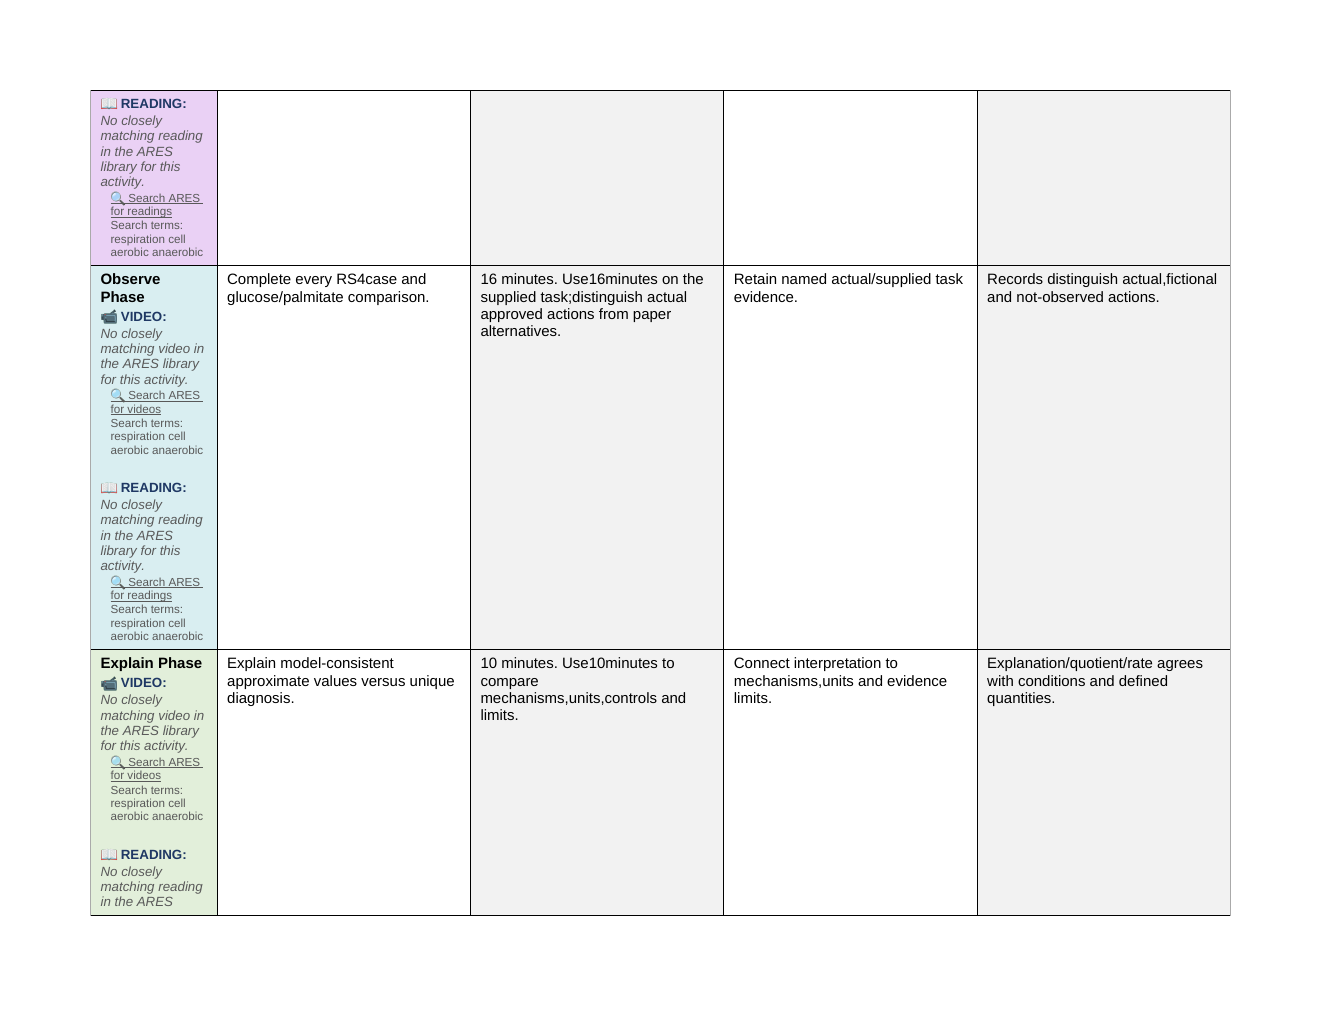 📖 READING:
No closely
matching reading
in the ARES
library for this
activity.
🔍 Search ARES
for readings
Search terms:
respiration cell
aerobic anaerobic
Observe
Phase
📹 VIDEO:
No closely
matching video in
the ARES library
for this activity.
🔍 Search ARES
for videos
Search terms:
respiration cell
aerobic anaerobic
📖 READING:
No closely
matching reading
in the ARES
library for this
activity.
🔍 Search ARES
for readings
Search terms:
respiration cell
aerobic anaerobic
Complete every RS4case and
glucose/palmitate comparison.
16 minutes. Use16minutes on the
supplied task;distinguish actual
approved actions from paper
alternatives.
Retain named actual/supplied task
evidence.
Records distinguish actual,fictional
and not-observed actions.
Explain Phase
📹 VIDEO:
No closely
matching video in
the ARES library
for this activity.
🔍 Search ARES
for videos
Search terms:
respiration cell
aerobic anaerobic
📖 READING:
No closely
matching reading
in the ARES
Explain model-consistent
approximate values versus unique
diagnosis.
10 minutes. Use10minutes to
compare
mechanisms,units,controls and
limits.
Connect interpretation to
mechanisms,units and evidence
limits.
Explanation/quotient/rate agrees
with conditions and defined
quantities.